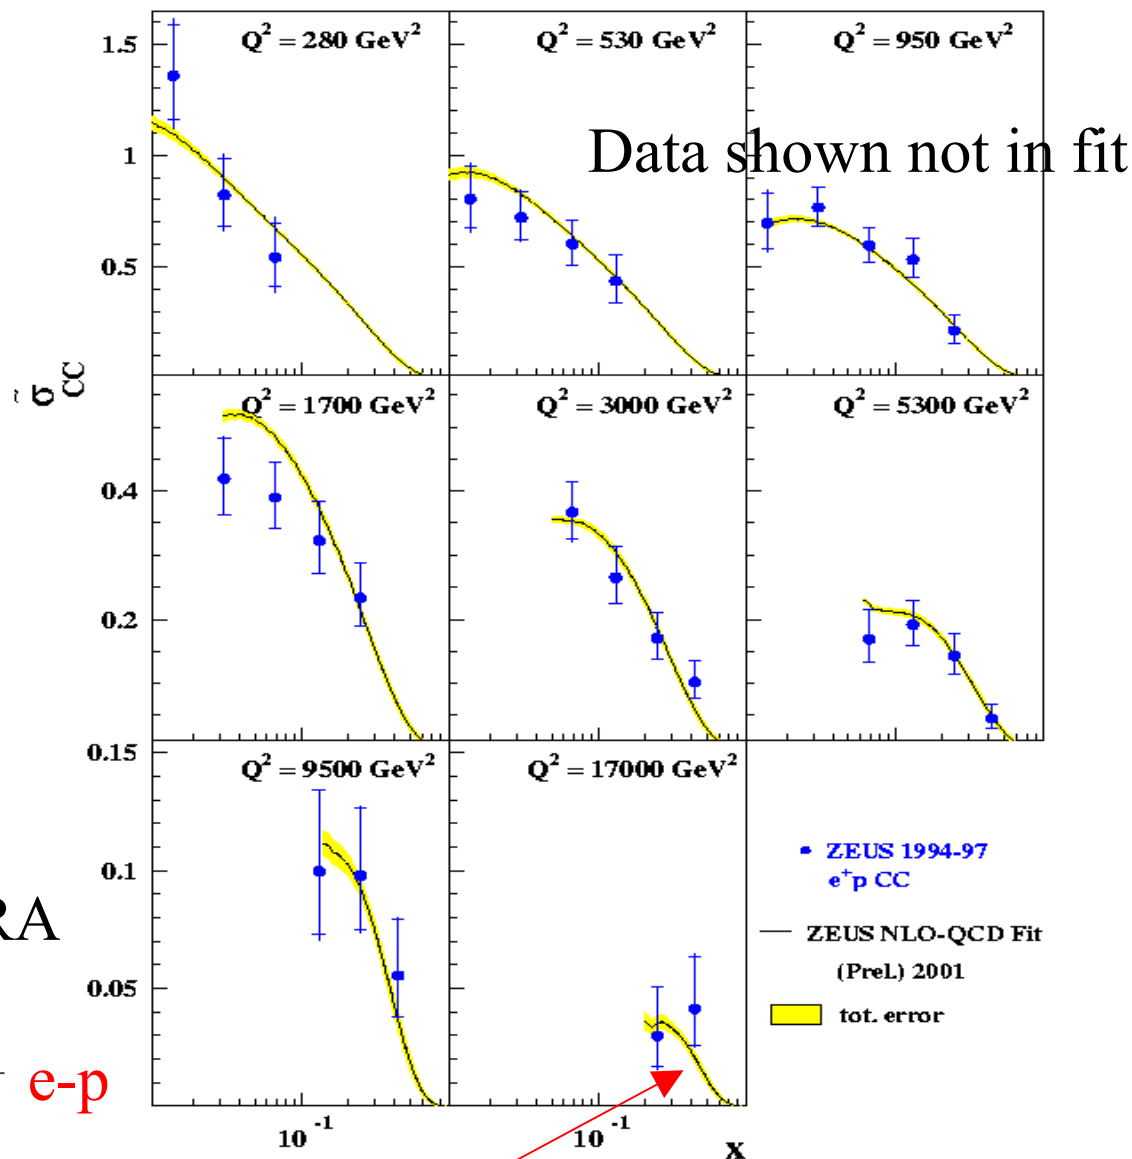 Q² = 280 GeV²
Q² = 530 GeV²
Q² = 950 GeV²
1.5
1
0.5
Data shown not in fit
σ̃ CC
Q² = 1700 GeV²
Q² = 3000 GeV²
Q² = 5300 GeV²
0.4
0.2
Q² = 9500 GeV²
Q² = 17000 GeV²
0.15
0.1
0.05
RA
e-p
ZEUS 1994-97
e⁺p CC
ZEUS NLO-QCD Fit
(Prel.) 2001
tot. error
10⁻¹
10⁻¹
x